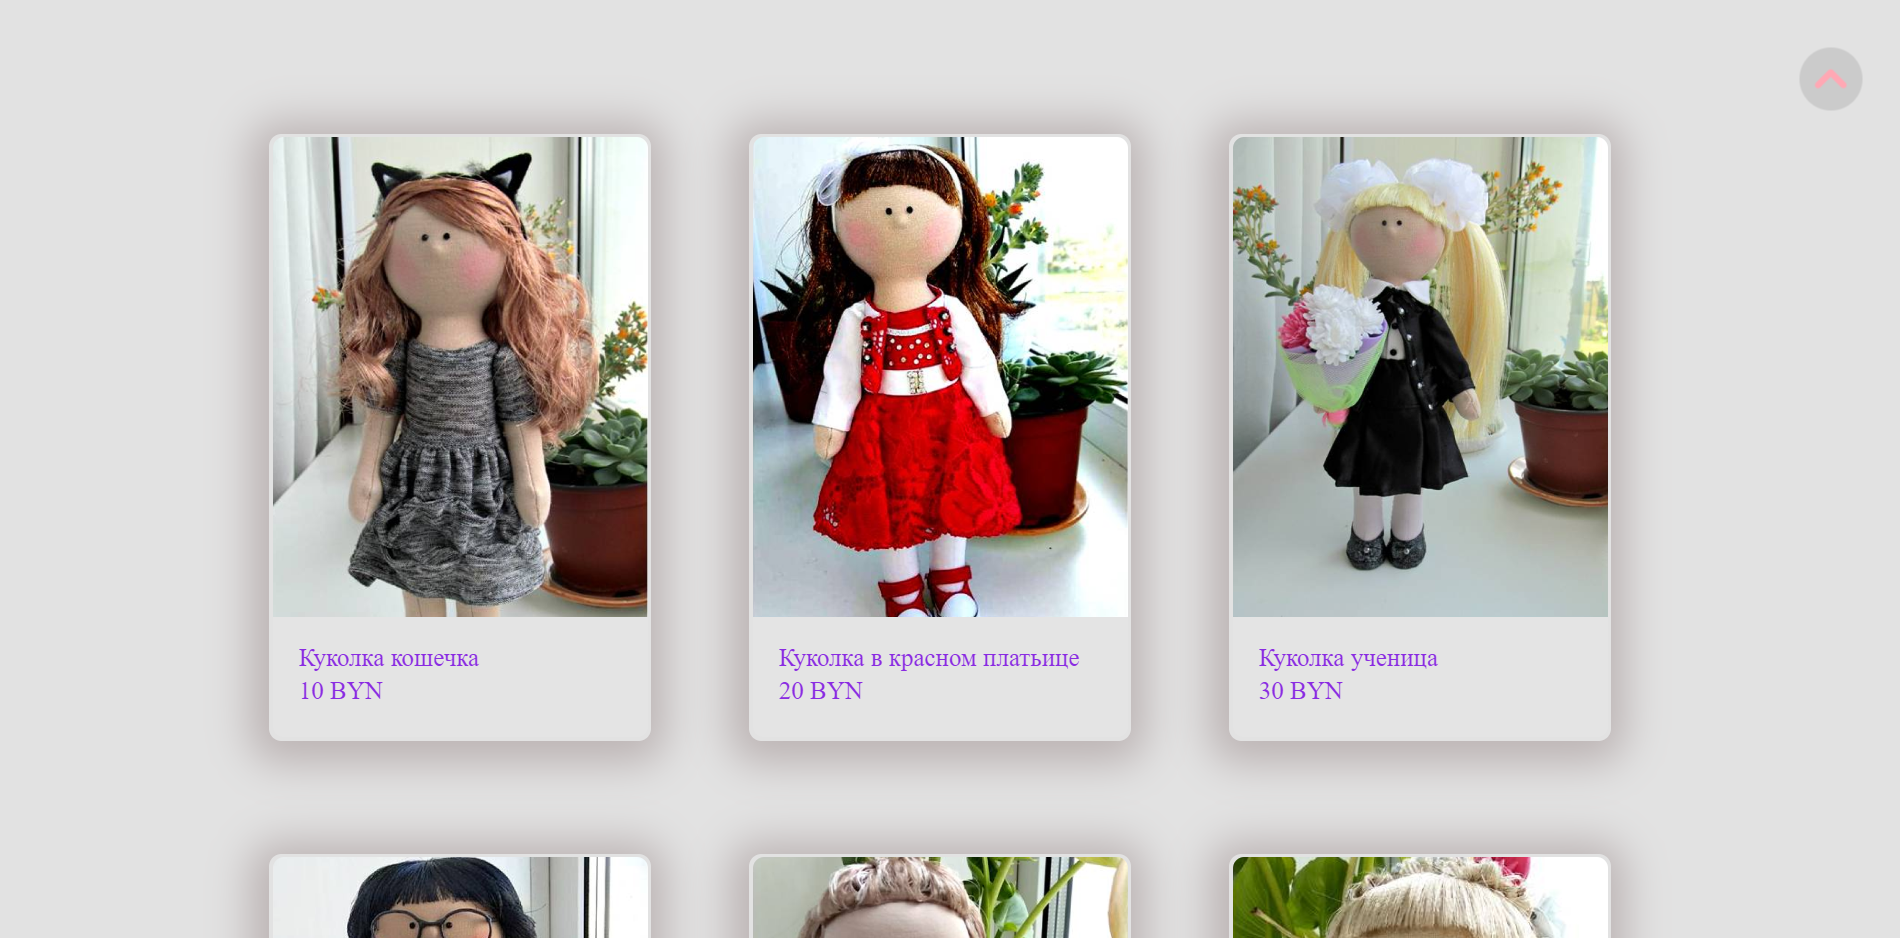 Куколка кошечка
10 BYN
Куколка в красном платьице
20 BYN
Куколка ученица
30 BYN